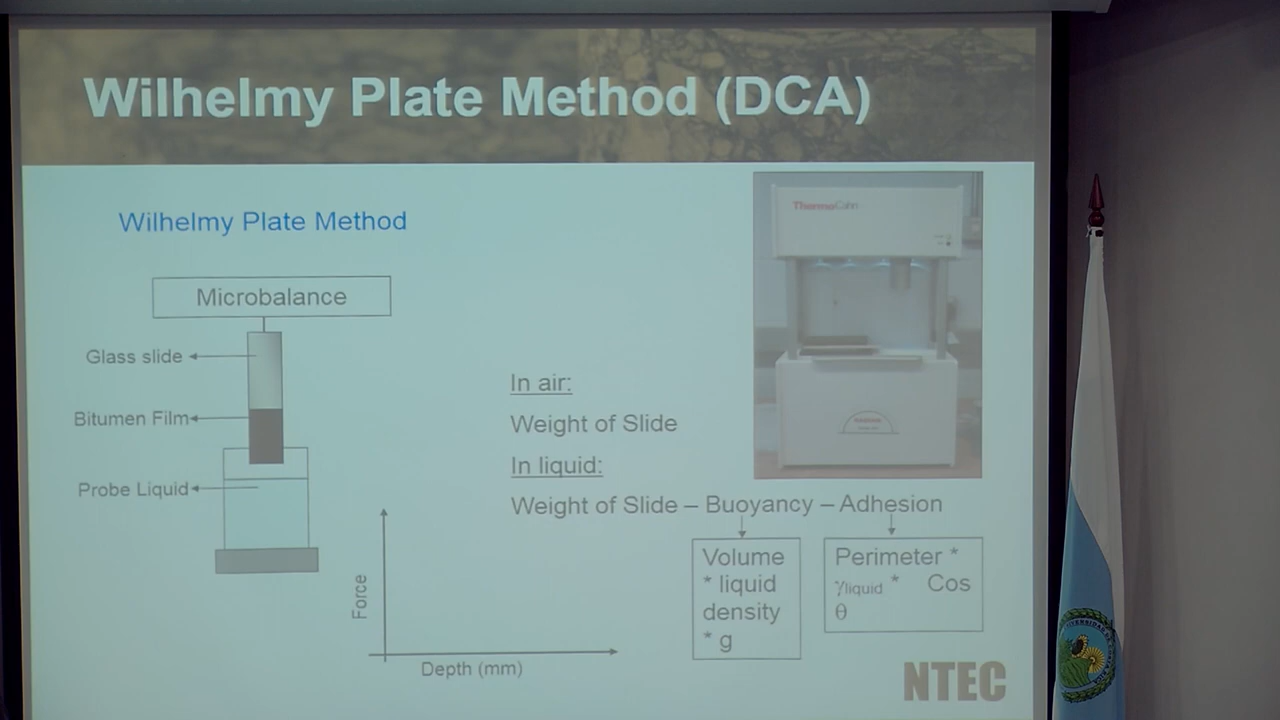 Wilhelmy Plate Method (DCA)
Wilhelmy Plate Method
ThermoCahn
Microbalance
Glass slide
Bitumen Film
Probe Liquid
In air:
Weight of Slide
In liquid:
Weight of Slide – Buoyancy – Adhesion
Volume
* liquid
density
* g
Perimeter *
γliquid * Cos
θ
Force
Depth (mm)
NTEC